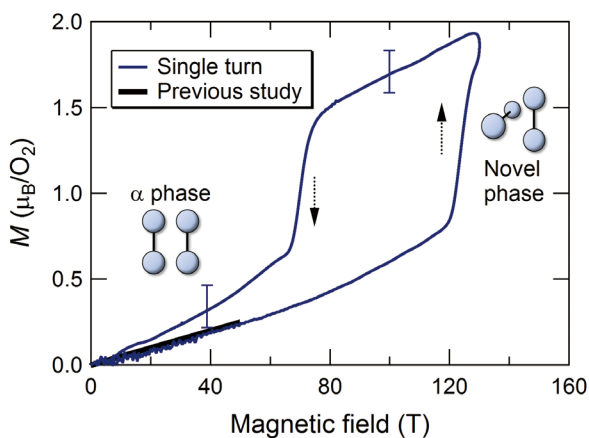 2.0
1.5
1.0
0.5
0.0
M (μB/O2)
Single turn
Previous study
α phase
Novel
phase
0
40
80
120
160
Magnetic field (T)